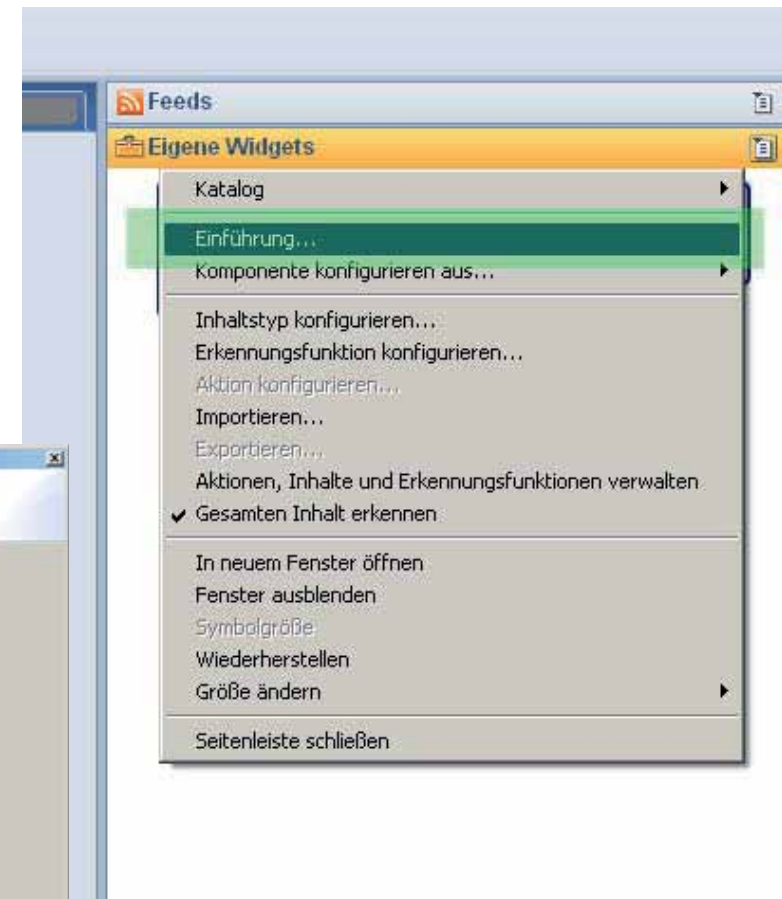 Feeds
Eigene Widgets
Katalog
Einführung...
Komponente konfigurieren aus...
Inhaltstyp konfigurieren...
Erkennungsfunktion konfigurieren...
Aktion konfigurieren...
Importieren...
Exportieren...
Aktionen, Inhalte und Erkennungsfunktionen verwalten
Gesamten Inhalt erkennen
In neuem Fenster öffnen
Fenster ausblenden
Symbolgröße
Wiederherstellen
Größe ändern
Seitenleiste schließen